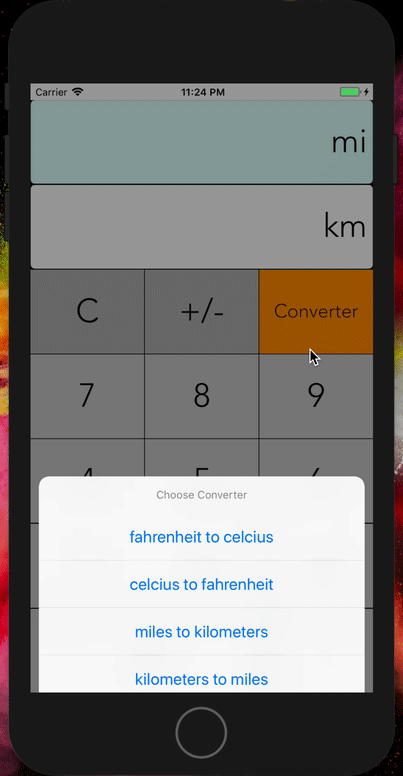 Carrier 11:24 PM
mi
km
C +/- Converter
7 8 9
Choose Converter
fahrenheit to celcius
celcius to fahrenheit
miles to kilometers
kilometers to miles